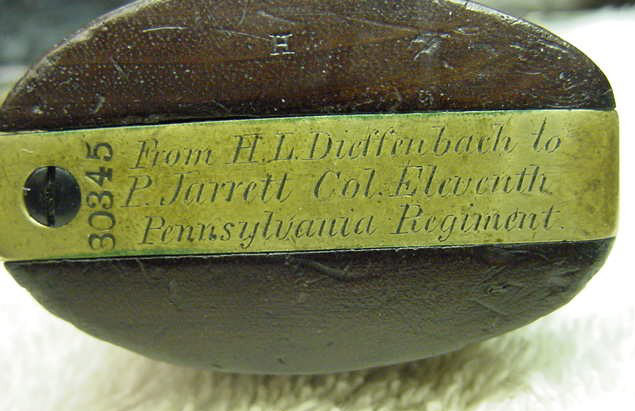 H
30345
From H. L. Dieffenbach to
P. Jarrett Col. Eleventh
Pennsylvania Regiment.